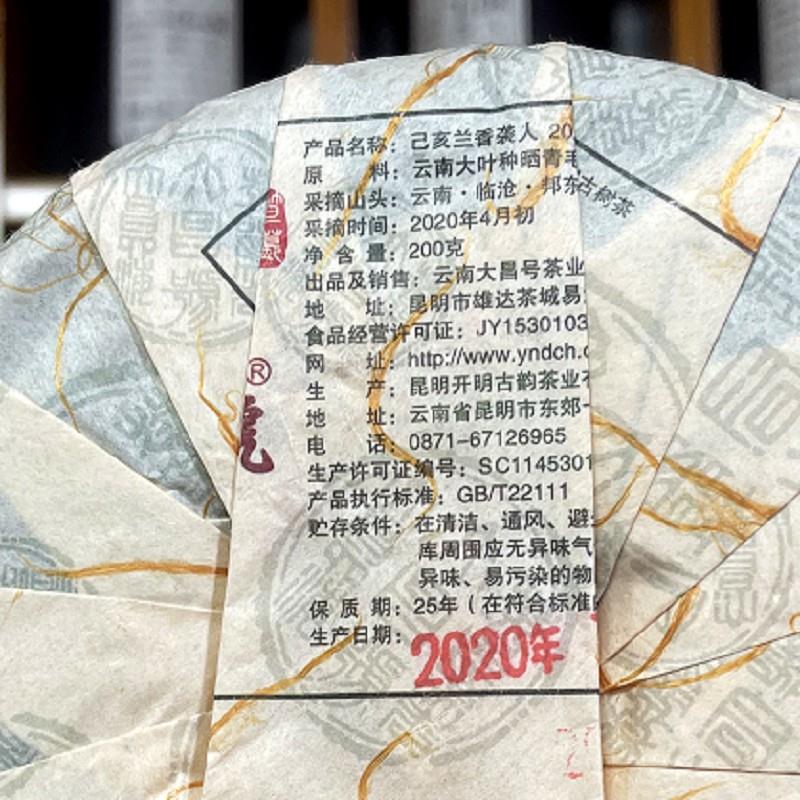 产品名称：己亥兰香袭人 20
原 料：云南大叶种晒青毛
古树茶
采摘山头：云南·临沧·邦东
采摘时间：2020年4月初
净 含 量：200克
出品及销售：云南大昌号茶业
地 址：昆明市雄达茶城易
食品经营许可证：JY1530103
网 址：http://www.yndch.c
®
生 产：昆明开明古韵茶业有
地 址：云南省昆明市东郊
电 话：0871-67126965
号
生产许可证编号：SC1145301
产品执行标准：GB/T22111
贮存条件：在清洁、通风、避
库周围应无异味气
异味、易污染的物
保 质 期：25年（在符合标准
生产日期：2020年